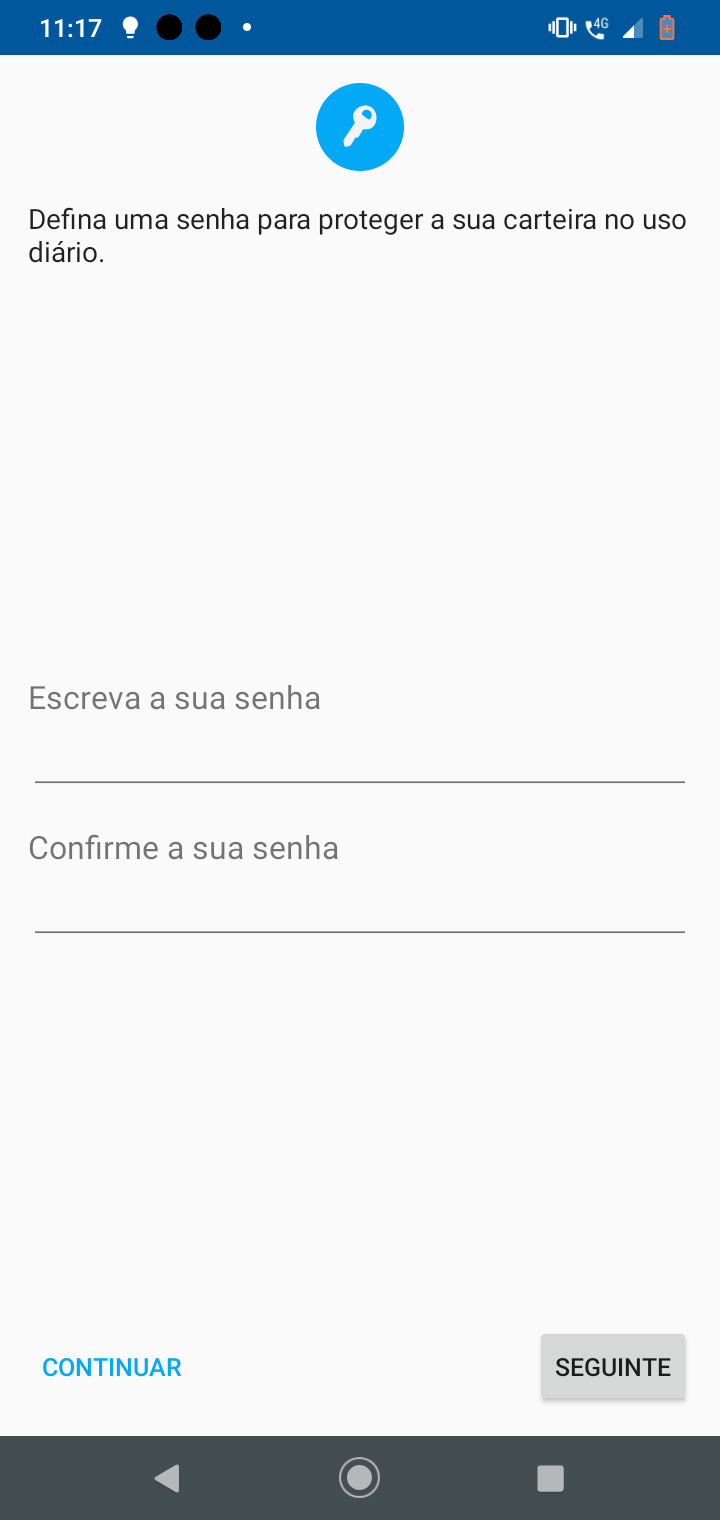 11:17
4G
Defina uma senha para proteger a sua carteira no uso
diário.
Escreva a sua senha
Confirme a sua senha
CONTINUAR
SEGUINTE